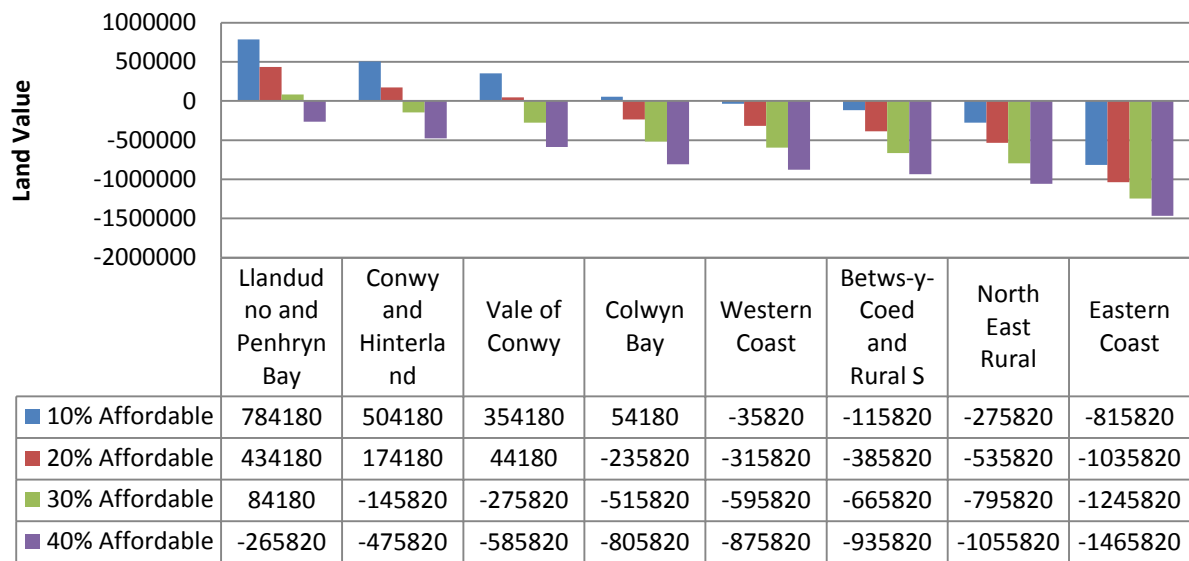 Land Value
1000000
500000
0
-500000
-1000000
-1500000
-2000000
Llandud
no and
Penhryn
Bay
Conwy
and
Hinterla
nd
Vale of
Conwy
Colwyn
Bay
Western
Coast
Betws-y-
Coed
and
Rural S
North
East
Rural
Eastern
Coast
10% Affordable 784180 504180 354180 54180 -35820 -115820 -275820 -815820
20% Affordable 434180 174180 44180 -235820 -315820 -385820 -535820 -1035820
30% Affordable 84180 -145820 -275820 -515820 -595820 -665820 -795820 -1245820
40% Affordable -265820 -475820 -585820 -805820 -875820 -935820 -1055820 -1465820